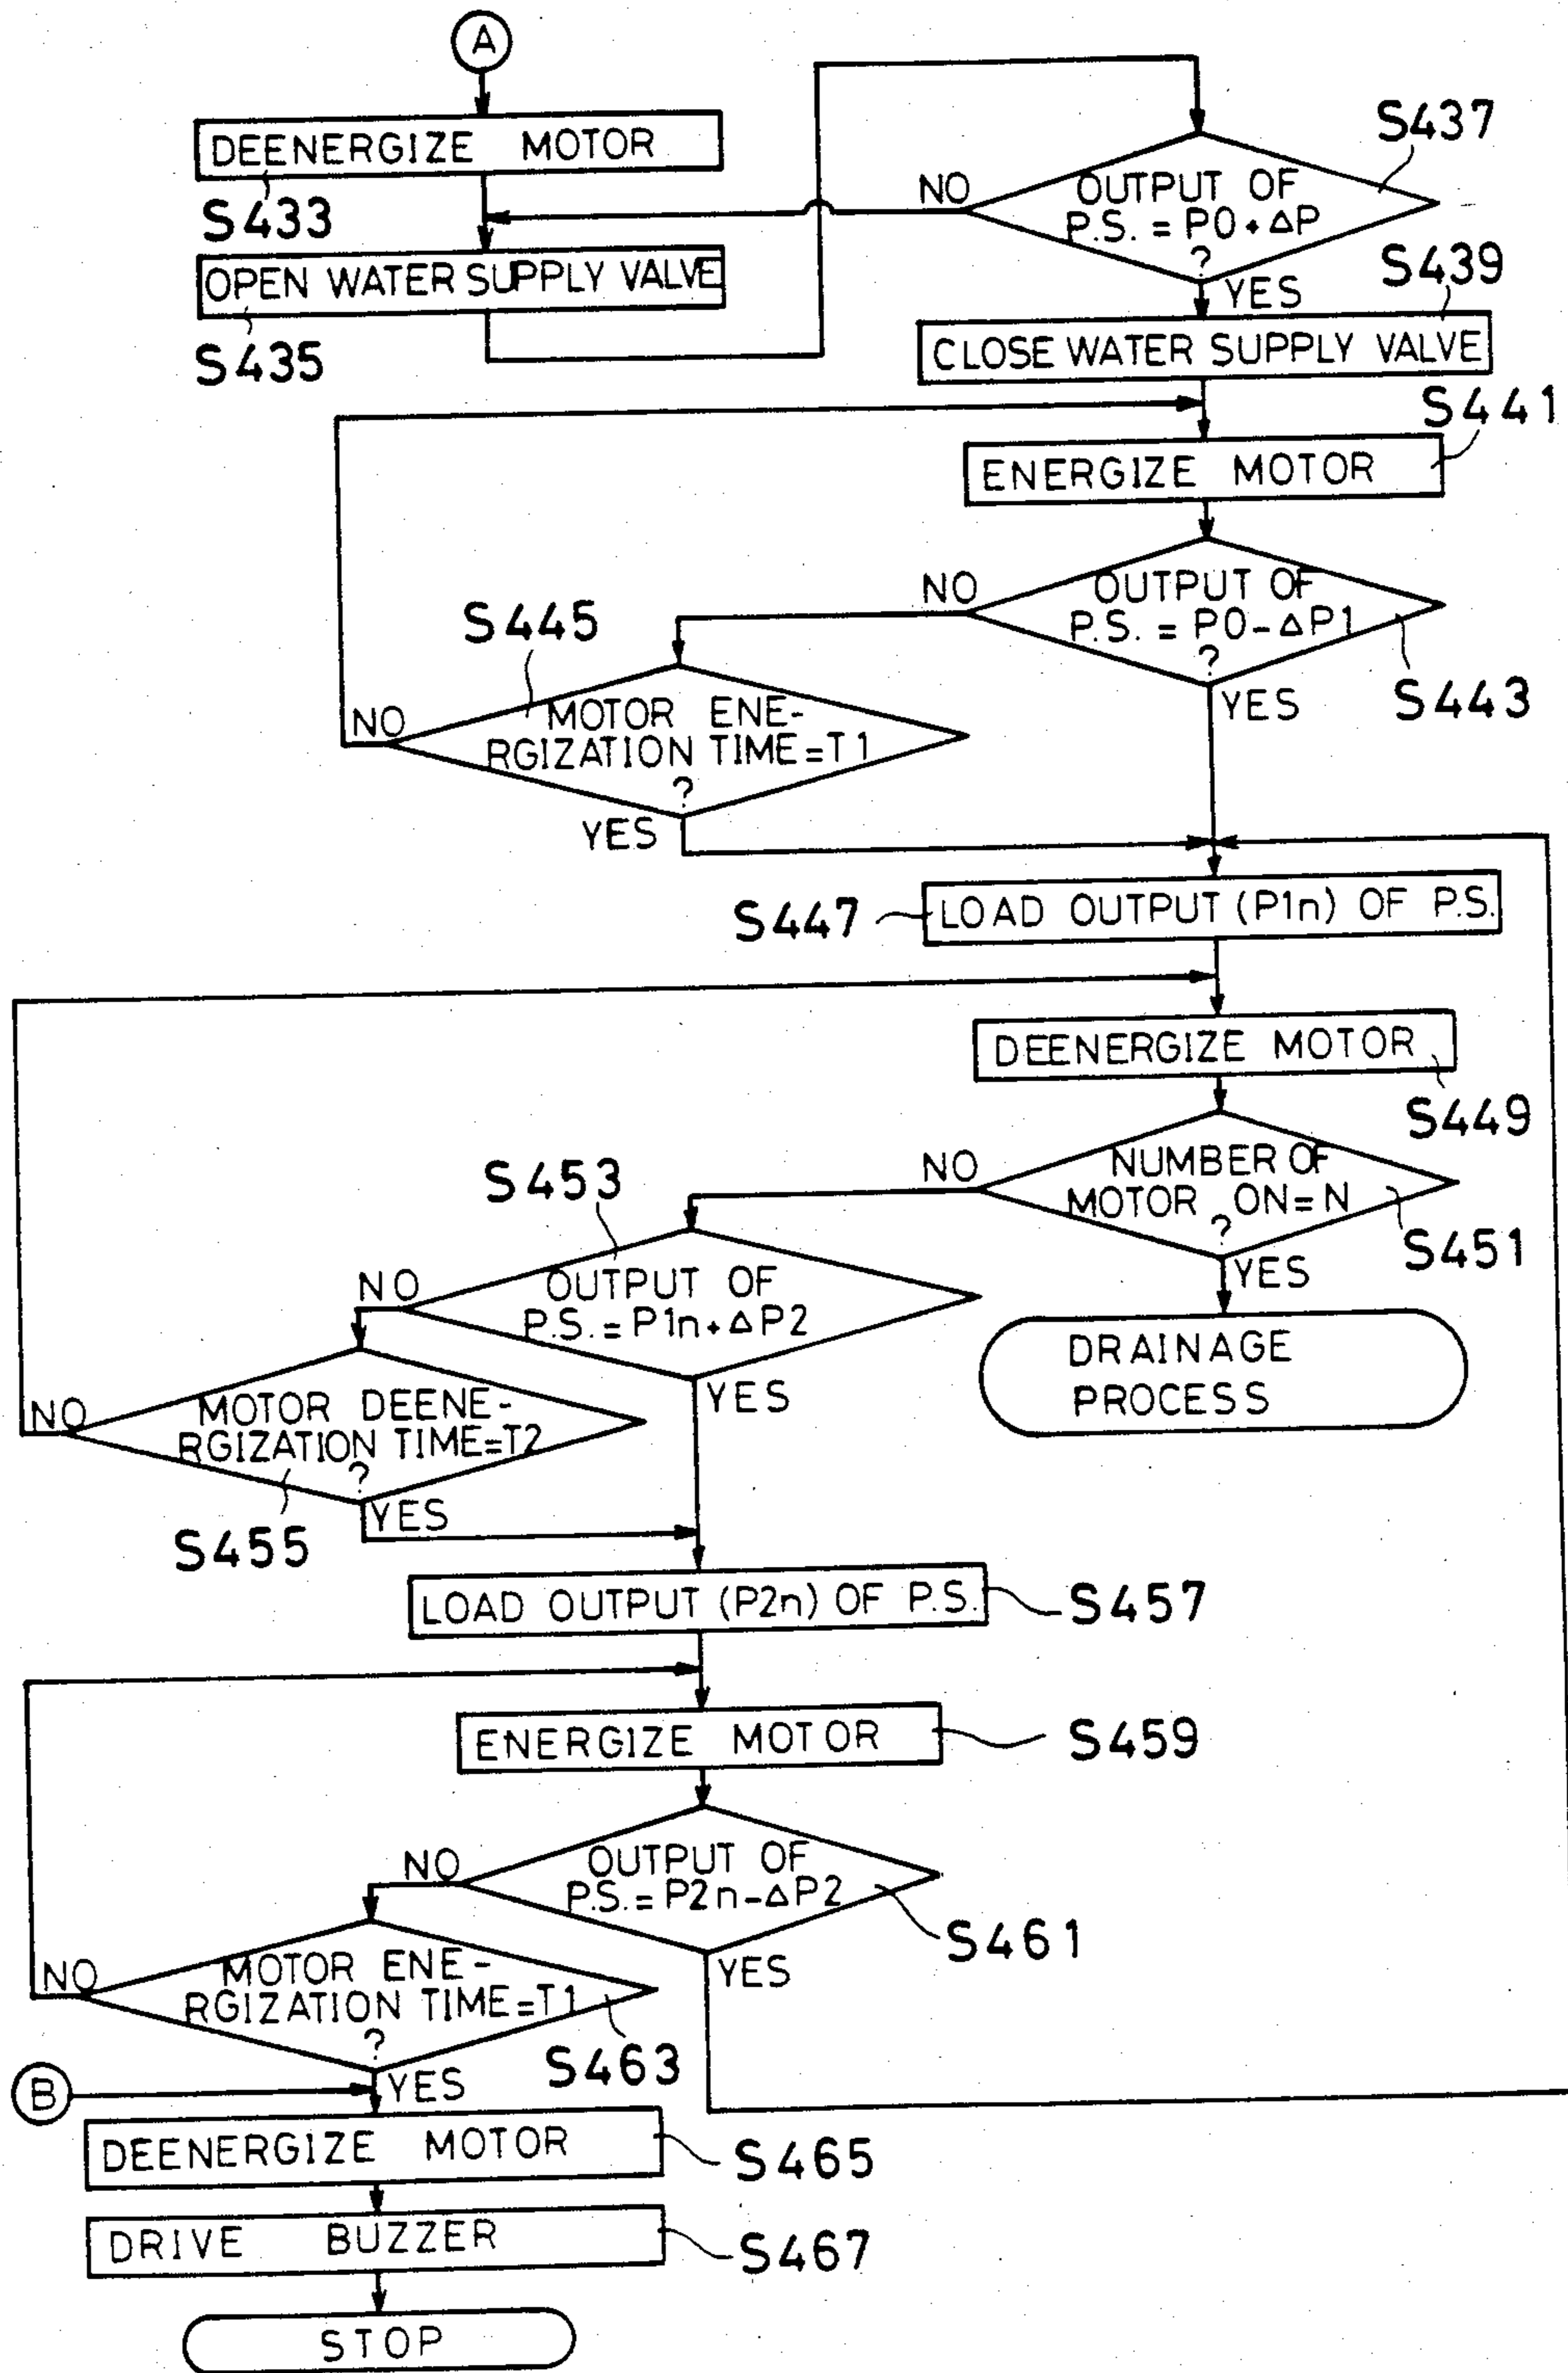 A
DEENERGIZE MOTOR
S433
OPEN WATER SUPPLY VALVE
S435
S437
NO
OUTPUT OF
P.S. = P0 + ΔP
?
YES
S439
CLOSE WATER SUPPLY VALVE
S441
ENERGIZE MOTOR
NO
OUTPUT OF
P.S. = P0 - ΔP1
?
YES
S443
S445
NO
MOTOR ENE-
RGIZATION TIME = T1
?
YES
S447
LOAD OUTPUT (P1n) OF P.S.
DEENERGIZE MOTOR
S449
NO
NUMBER OF
MOTOR ON = N
?
YES
S451
DRAINAGE
PROCESS
S453
NO
OUTPUT OF
P.S. = P1n + ΔP2
YES
NO
MOTOR DEENE-
RGIZATION TIME = T2
?
YES
S455
LOAD OUTPUT (P2n) OF P.S.
S457
ENERGIZE MOTOR
S459
NO
OUTPUT OF
P.S. = P2n - ΔP2
S461
YES
NO
MOTOR ENE-
RGIZATION TIME = T1
?
S463
YES
B
DEENERGIZE MOTOR
S465
DRIVE BUZZER
S467
STOP